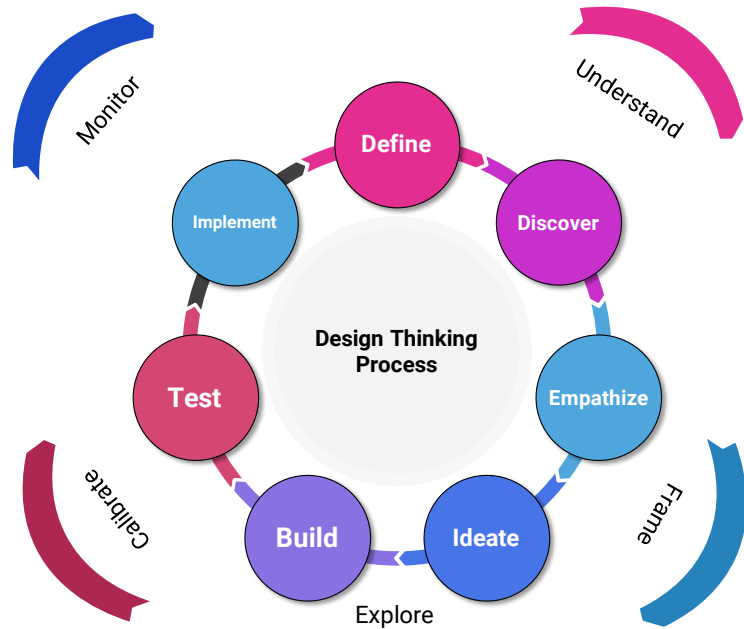 Monitor
Understand
Define
Implement
Discover
Design Thinking
Process
Test
Empathize
Calibrate
Frame
Build
Ideate
Explore